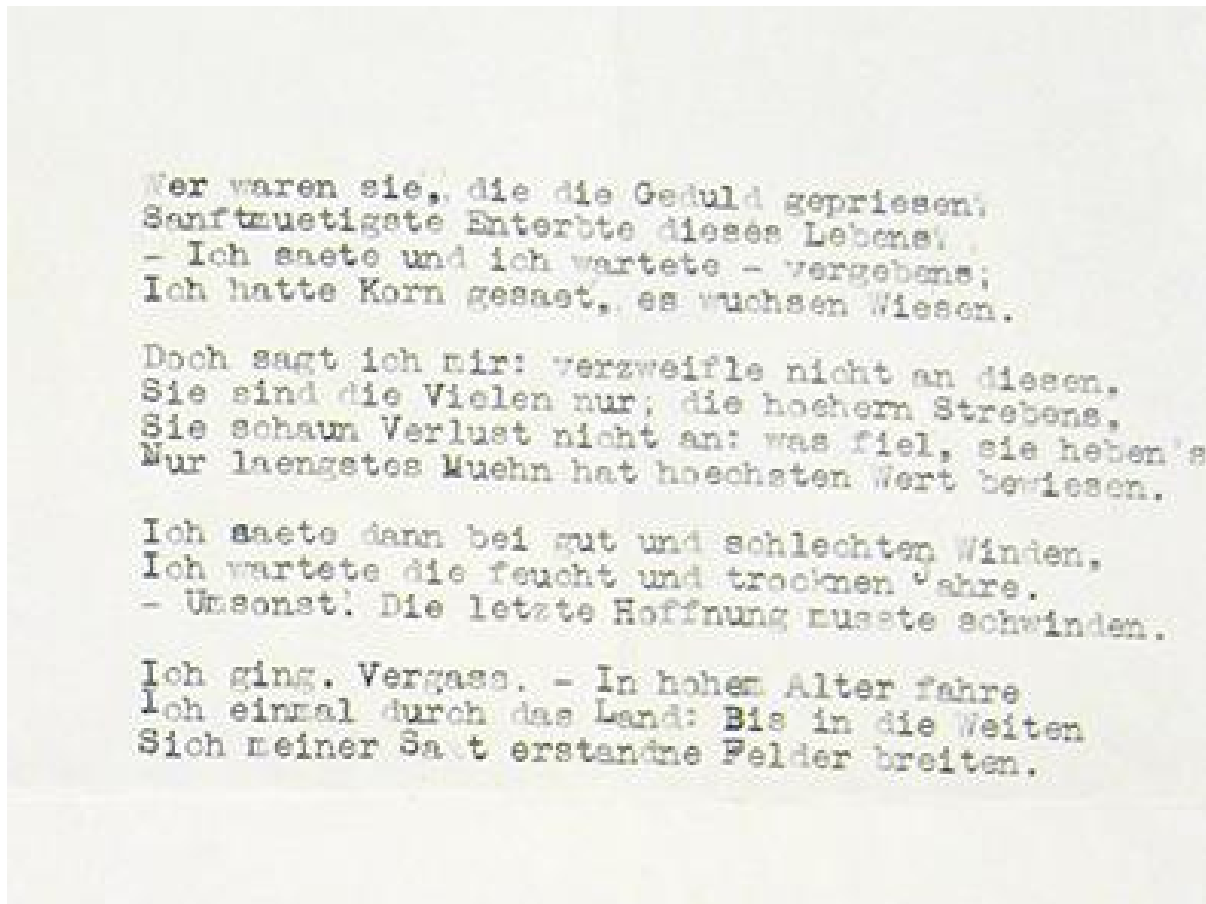 Wer waren sie, die die Geduld gepriesen?
Sanftmuetigste Enterbte dieses Lebens?
- Ich saete und ich wartete - vergebens;
Ich hatte Korn gesaet, es wuchsen Wiesen.
Doch sagt ich mir: verzweifle nicht an diesen,
Sie sind die Vielen nur; die hoehern Strebens,
Sie schaun Verlust nicht an: was fiel, sie heben's
Nur laengstes Muehn hat hoechsten Wert bewiesen.
Ich saete dann bei gut und schlechten Winden,
Ich wartete die feucht und trocknen Jahre.
- Umsonst! Die letzte Hoffnung musste schwinden.
Ich ging. Vergass. - In hohem Alter fahre
Ich einmal durch das Land: Bis in die Weiten
Sich meiner Saat erstandne Felder breiten.